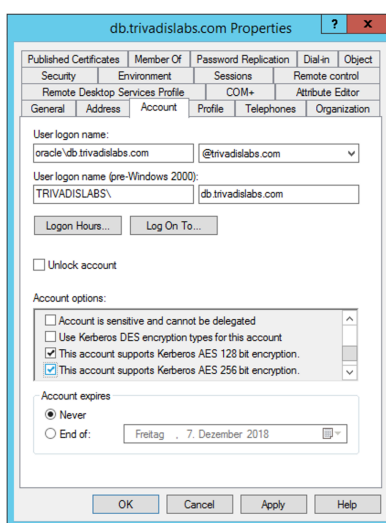 db.trivadislabs.com Properties ? x
Published Certificates Member Of Password Replication Dial-in Object
Security Environment Sessions Remote control
Remote Desktop Services Profile COM+ Attribute Editor
General Address Account Profile Telephones Organization
User logon name:
oracle\db.trivadislabs.com @trivadislabs.com
User logon name (pre-Windows 2000):
TRIVADISLABS\ db.trivadislabs.com
Logon Hours... Log On To...
Unlock account
Account options:
Account is sensitive and cannot be delegated
Use Kerberos DES encryption types for this account
This account supports Kerberos AES 128 bit encryption.
This account supports Kerberos AES 256 bit encryption.
Account expires
Never
End of: Freitag , 7. Dezember 2018
OK Cancel Apply Help